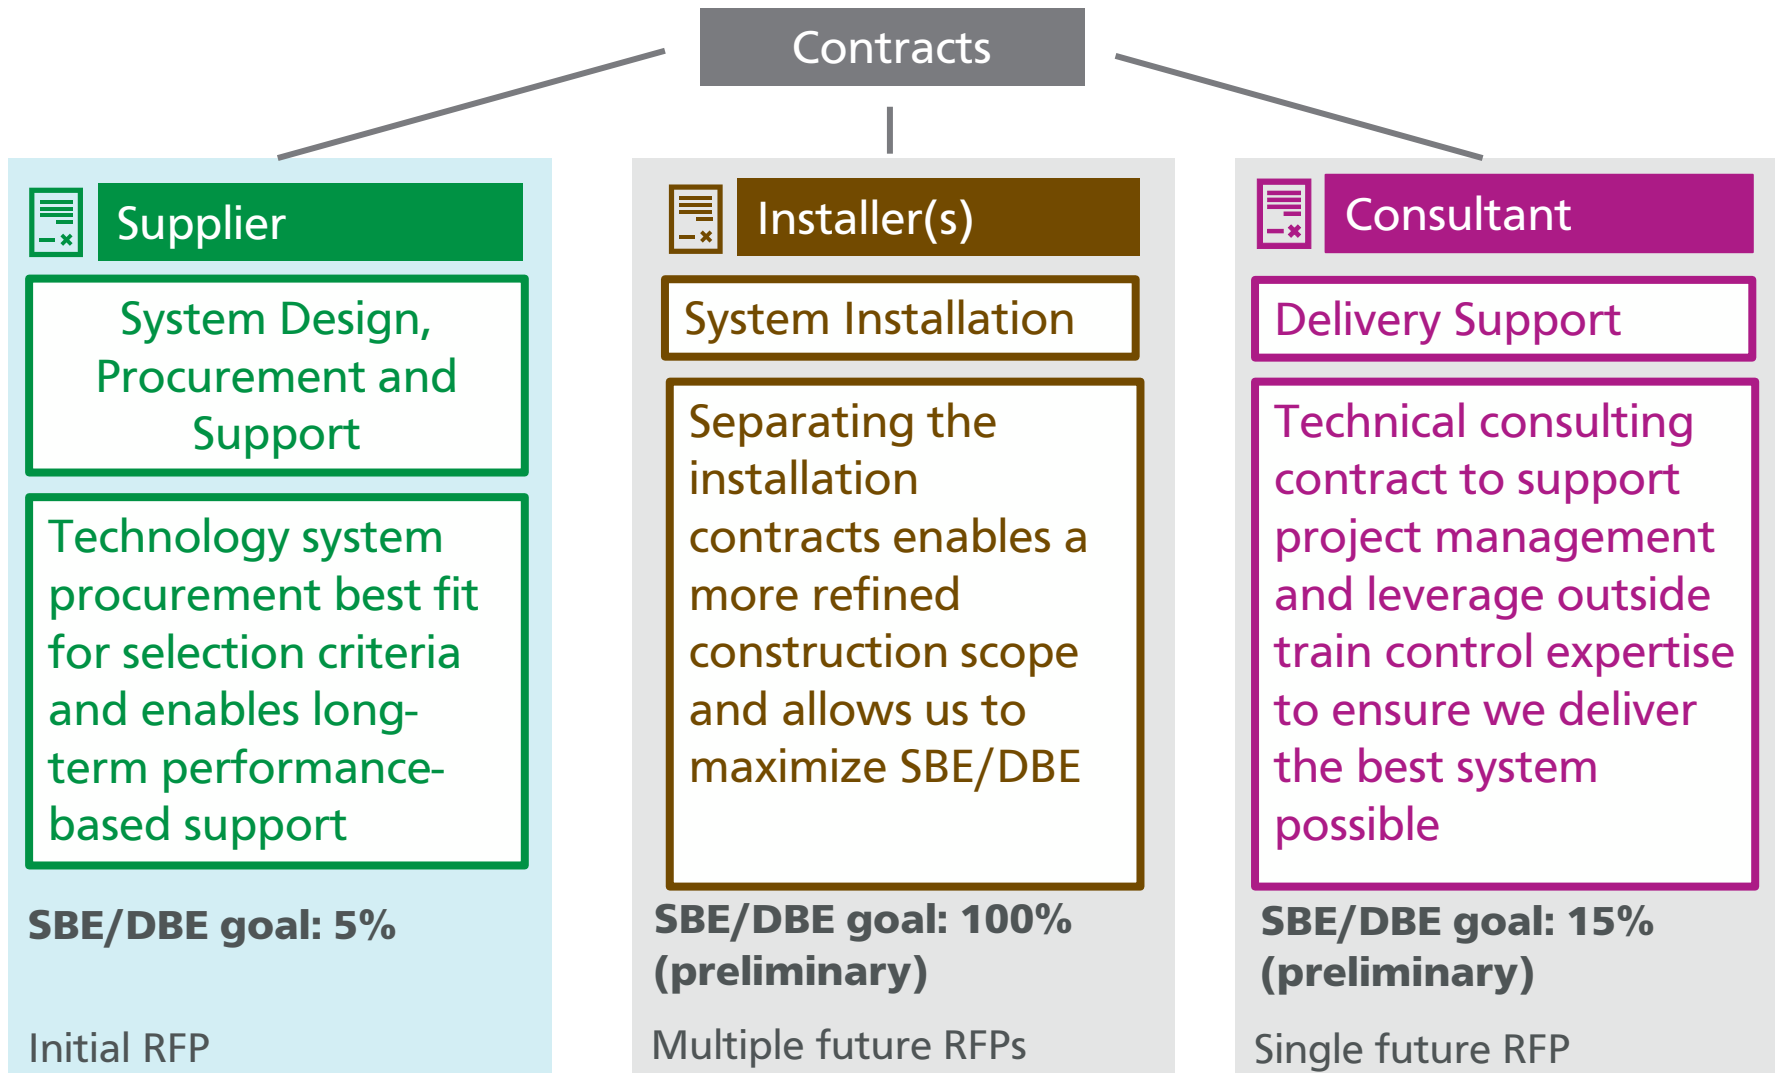 Contracts
Supplier
System Design,
Procurement and
Support
Technology system
procurement best fit
for selection criteria
and enables long-
term performance-
based support
SBE/DBE goal: 5%
Initial RFP
Installer(s)
System Installation
Separating the
installation
contracts enables a
more refined
construction scope
and allows us to
maximize SBE/DBE
SBE/DBE goal: 100%
(preliminary)
Multiple future RFPs
Consultant
Delivery Support
Technical consulting
contract to support
project management
and leverage outside
train control expertise
to ensure we deliver
the best system
possible
SBE/DBE goal: 15%
(preliminary)
Single future RFP